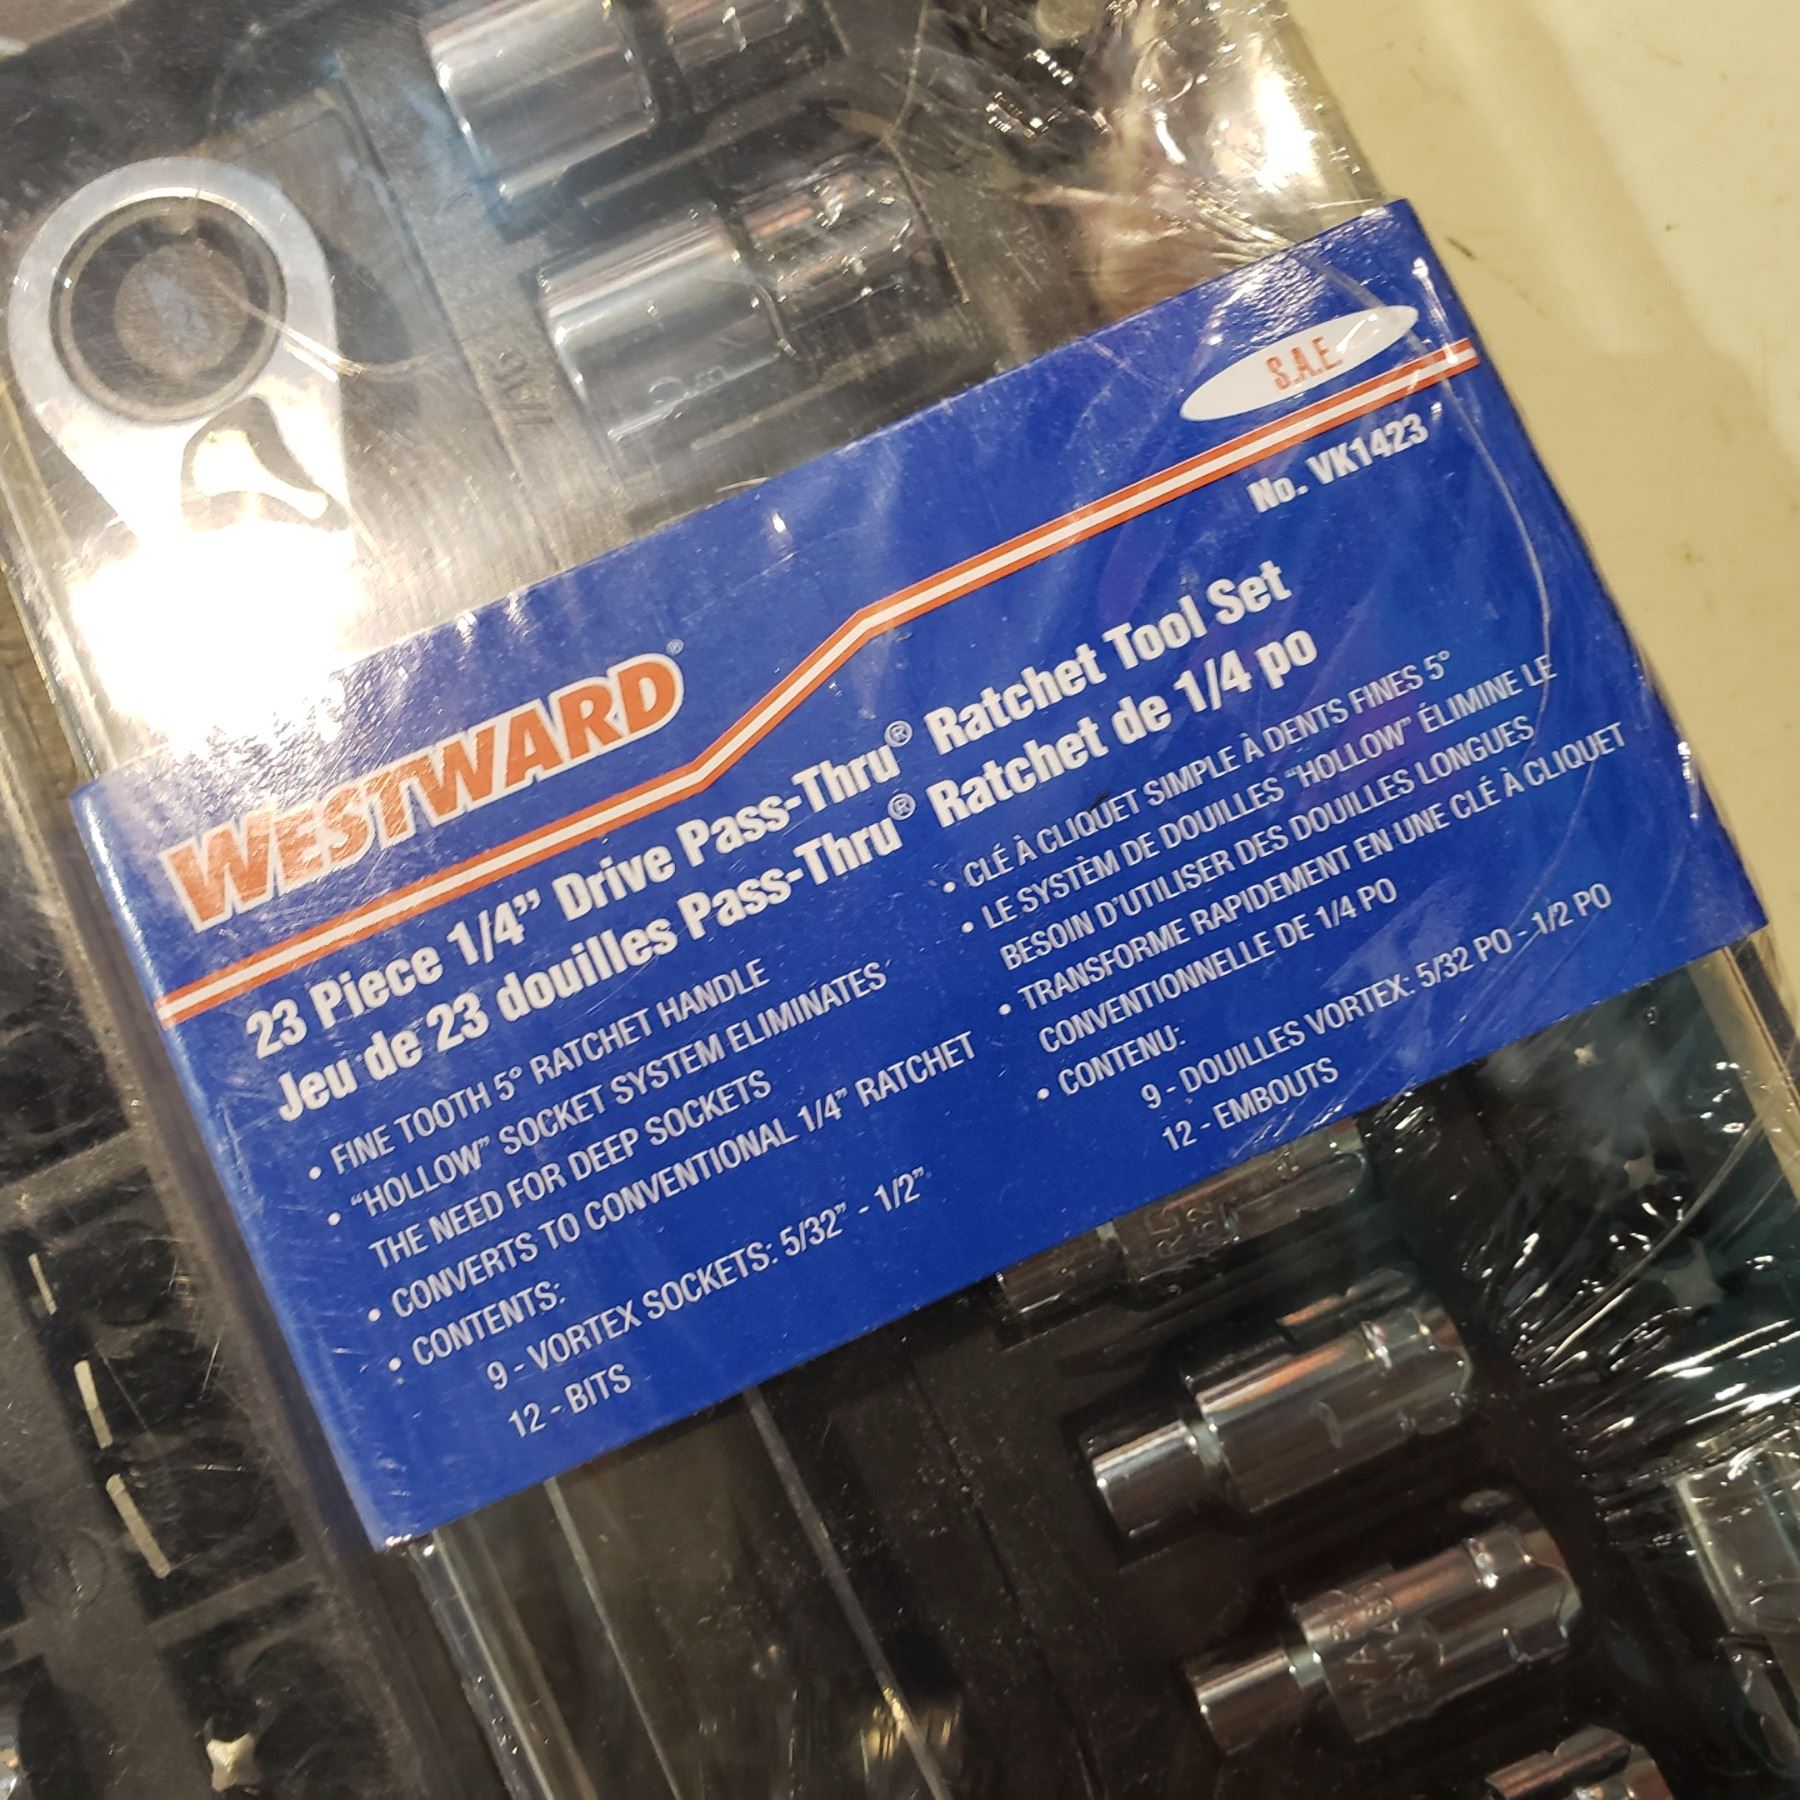 S.A.E.
No. VK1423
WESTWARD®
23 Piece 1/4” Drive Pass-Thru® Ratchet Tool Set
Jeu de 23 douilles Pass-Thru® Ratchet de 1/4 po
• FINE TOOTH 5° RATCHET HANDLE
• “HOLLOW” SOCKET SYSTEM ELIMINATES
THE NEED FOR DEEP SOCKETS
• CONVERTS TO CONVENTIONAL 1/4” RATCHET
• CONTENTS:
9 - VORTEX SOCKETS: 5/32” - 1/2”
12 - BITS
• CLÉ À CLIQUET SIMPLE À DENTS FINES 5°
• LE SYSTÈM DE DOUILLES “HOLLOW” ÉLIMINE LE
BESOIN D’UTILISER DES DOUILLES LONGUES
• TRANSFORME RAPIDEMENT EN UNE CLÉ À CLIQUET
CONVENTIONNELLE DE 1/4 PO
• CONTENU:
9 - DOUILLES VORTEX: 5/32 PO - 1/2 PO
12 - EMBOUTS